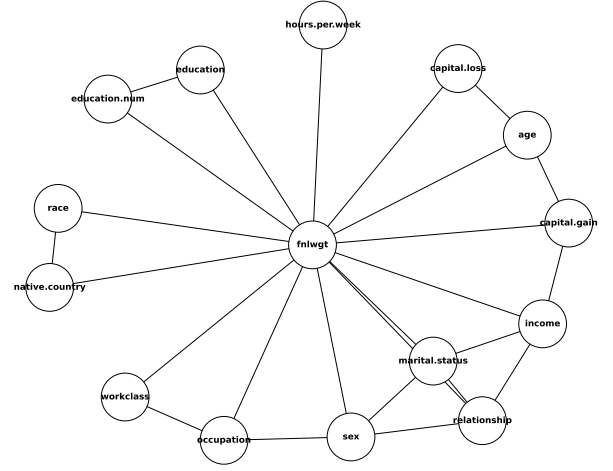 hours.per.week
education
capital.loss
education.num
age
race
capital.gain
fnlwgt
native.country
income
marital.status
workclass
relationship
occupation
sex